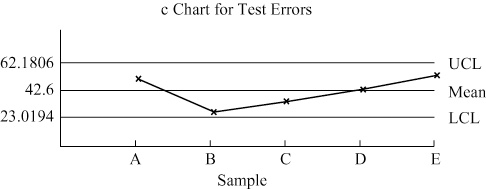 c Chart for Test Errors
62.1806 UCL
42.6 Mean
23.0194 LCL
A B C D E
Sample